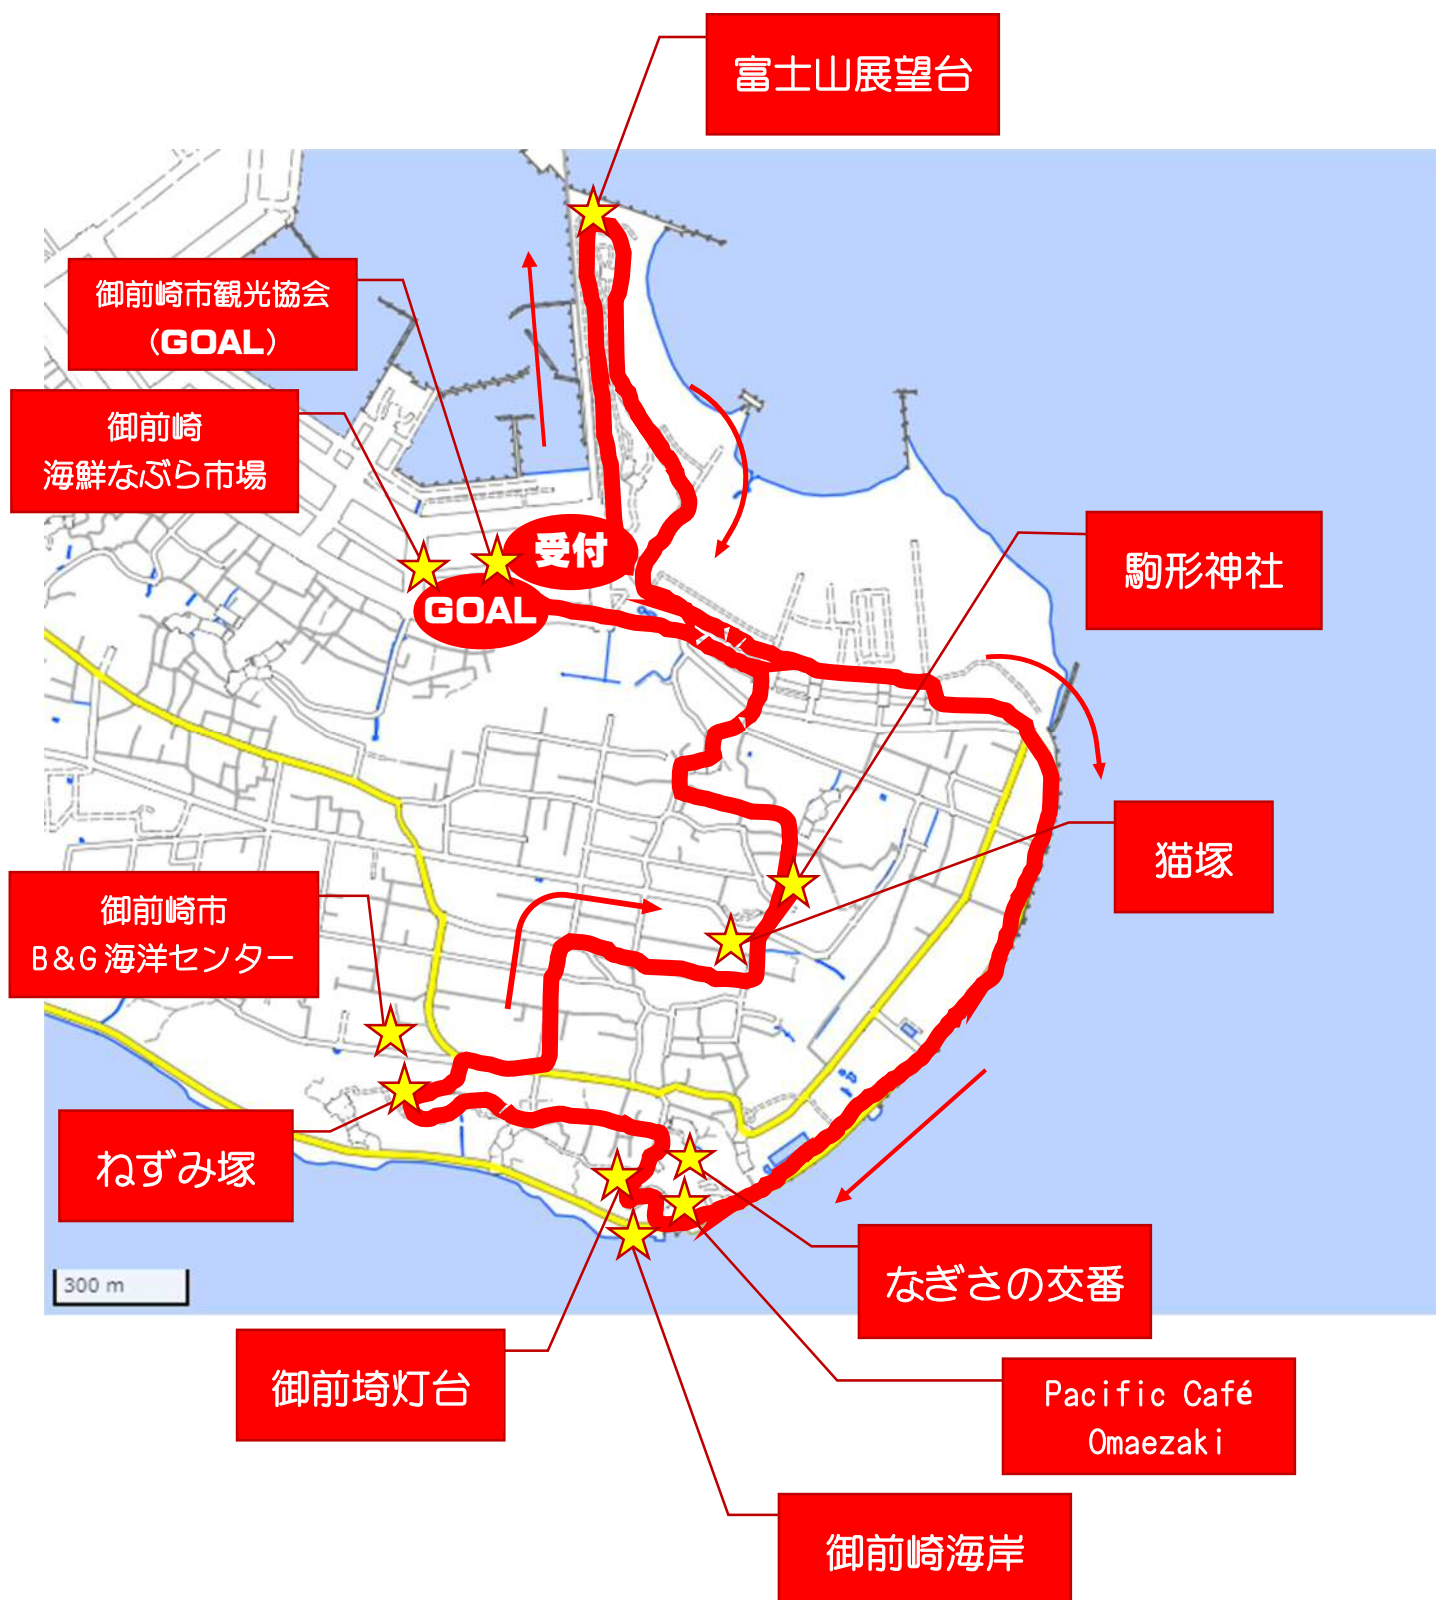 富士山展望台
御前崎市観光協会
（GOAL）
御前崎
海鮮なぶら市場
受付
GOAL
駒形神社
猫塚
御前崎市
B&G海洋センター
ねずみ塚
300 m
なぎさの交番
御前埼灯台
Pacific Café
Omaezaki
御前崎海岸